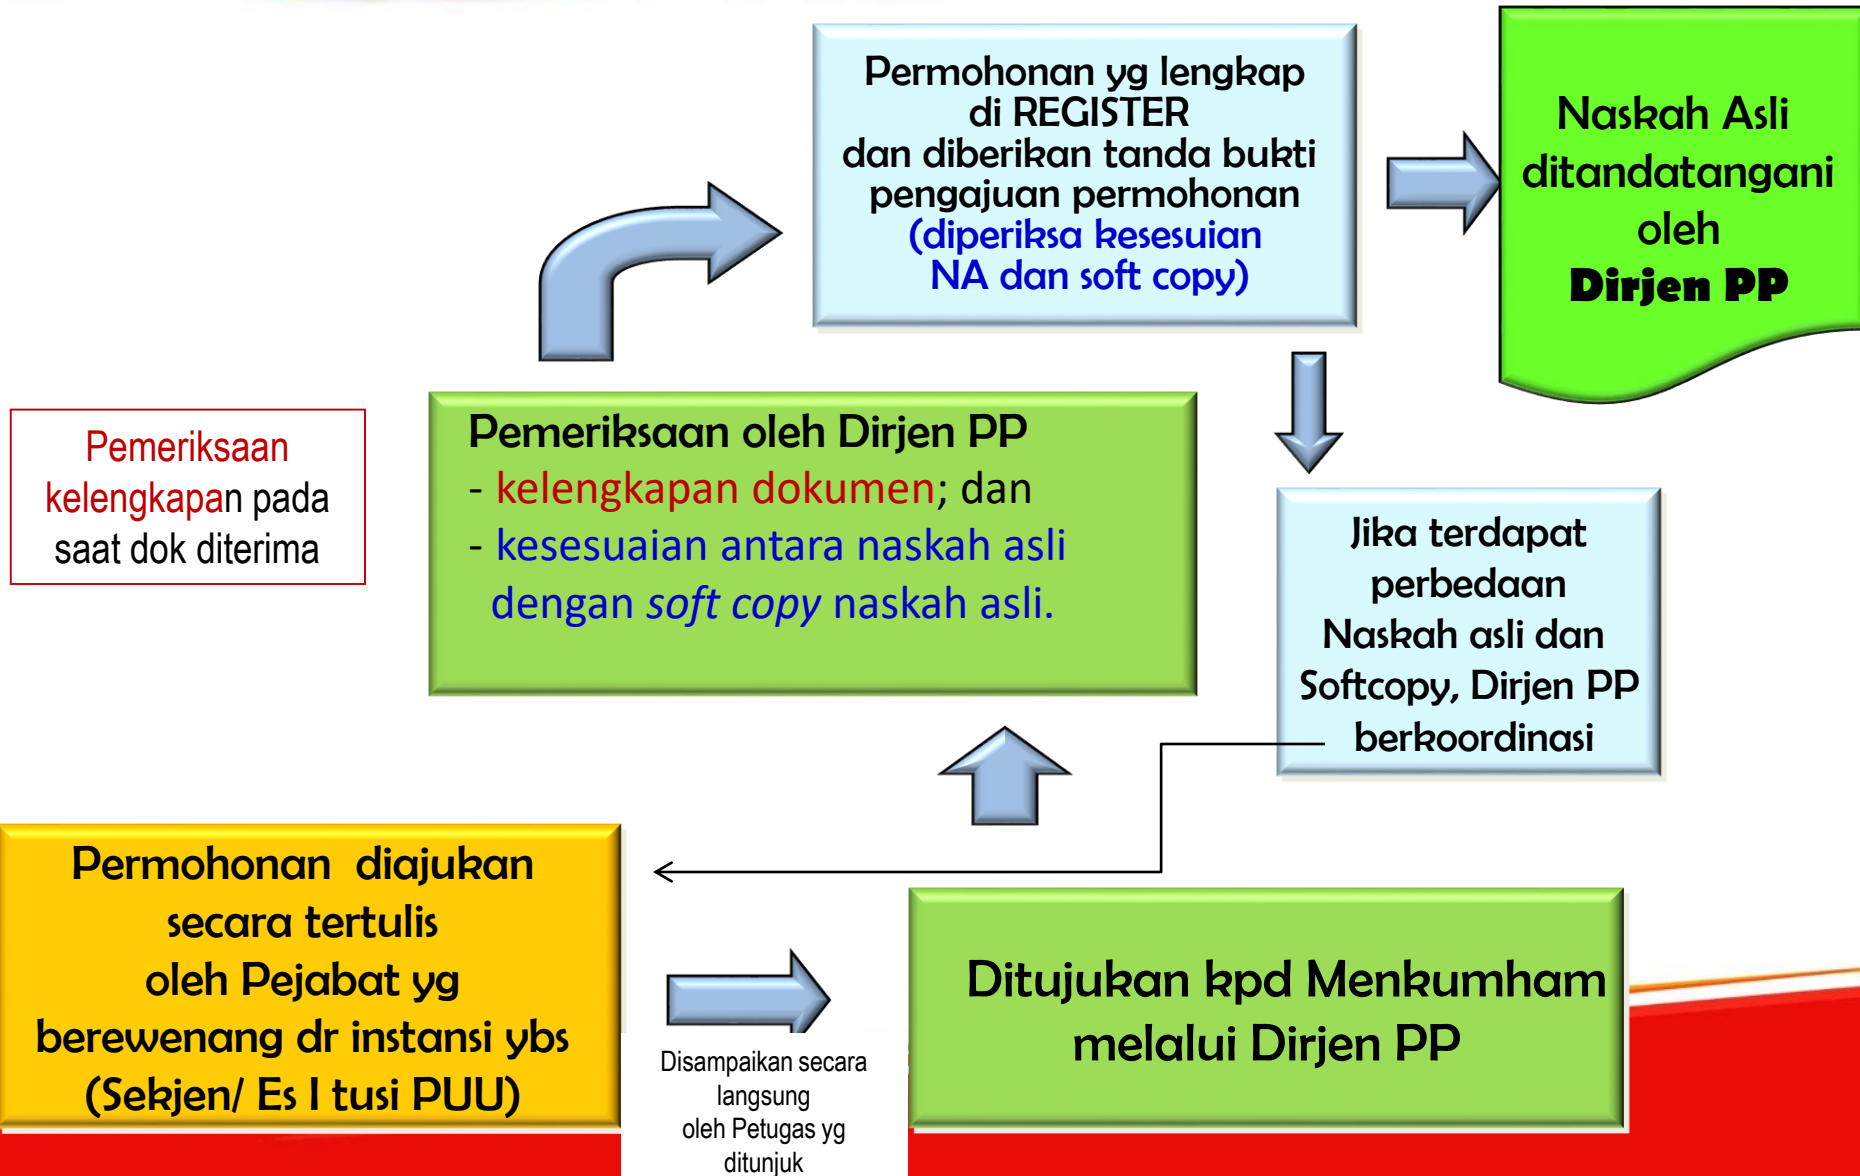 Permohonan yg lengkap
di REGISTER
dan diberikan tanda bukti
pengajuan permohonan
(diperiksa kesesuian
NA dan soft copy)
Naskah Asli
ditandatangani
oleh
Dirjen PP
Pemeriksaan
kelengkapan pada
saat dok diterima
Pemeriksaan oleh Dirjen PP
- kelengkapan dokumen; dan
- kesesuaian antara naskah asli
dengan soft copy naskah asli.
Jika terdapat
perbedaan
Naskah asli dan
Softcopy, Dirjen PP
berkoordinasi
Permohonan diajukan
secara tertulis
oleh Pejabat yg
berewenang dr instansi ybs
(Sekjen/ Es I tusi PUU)
Disampaikan secara
langsung
oleh Petugas yg
ditunjuk
Ditujukan kpd Menkumham
melalui Dirjen PP